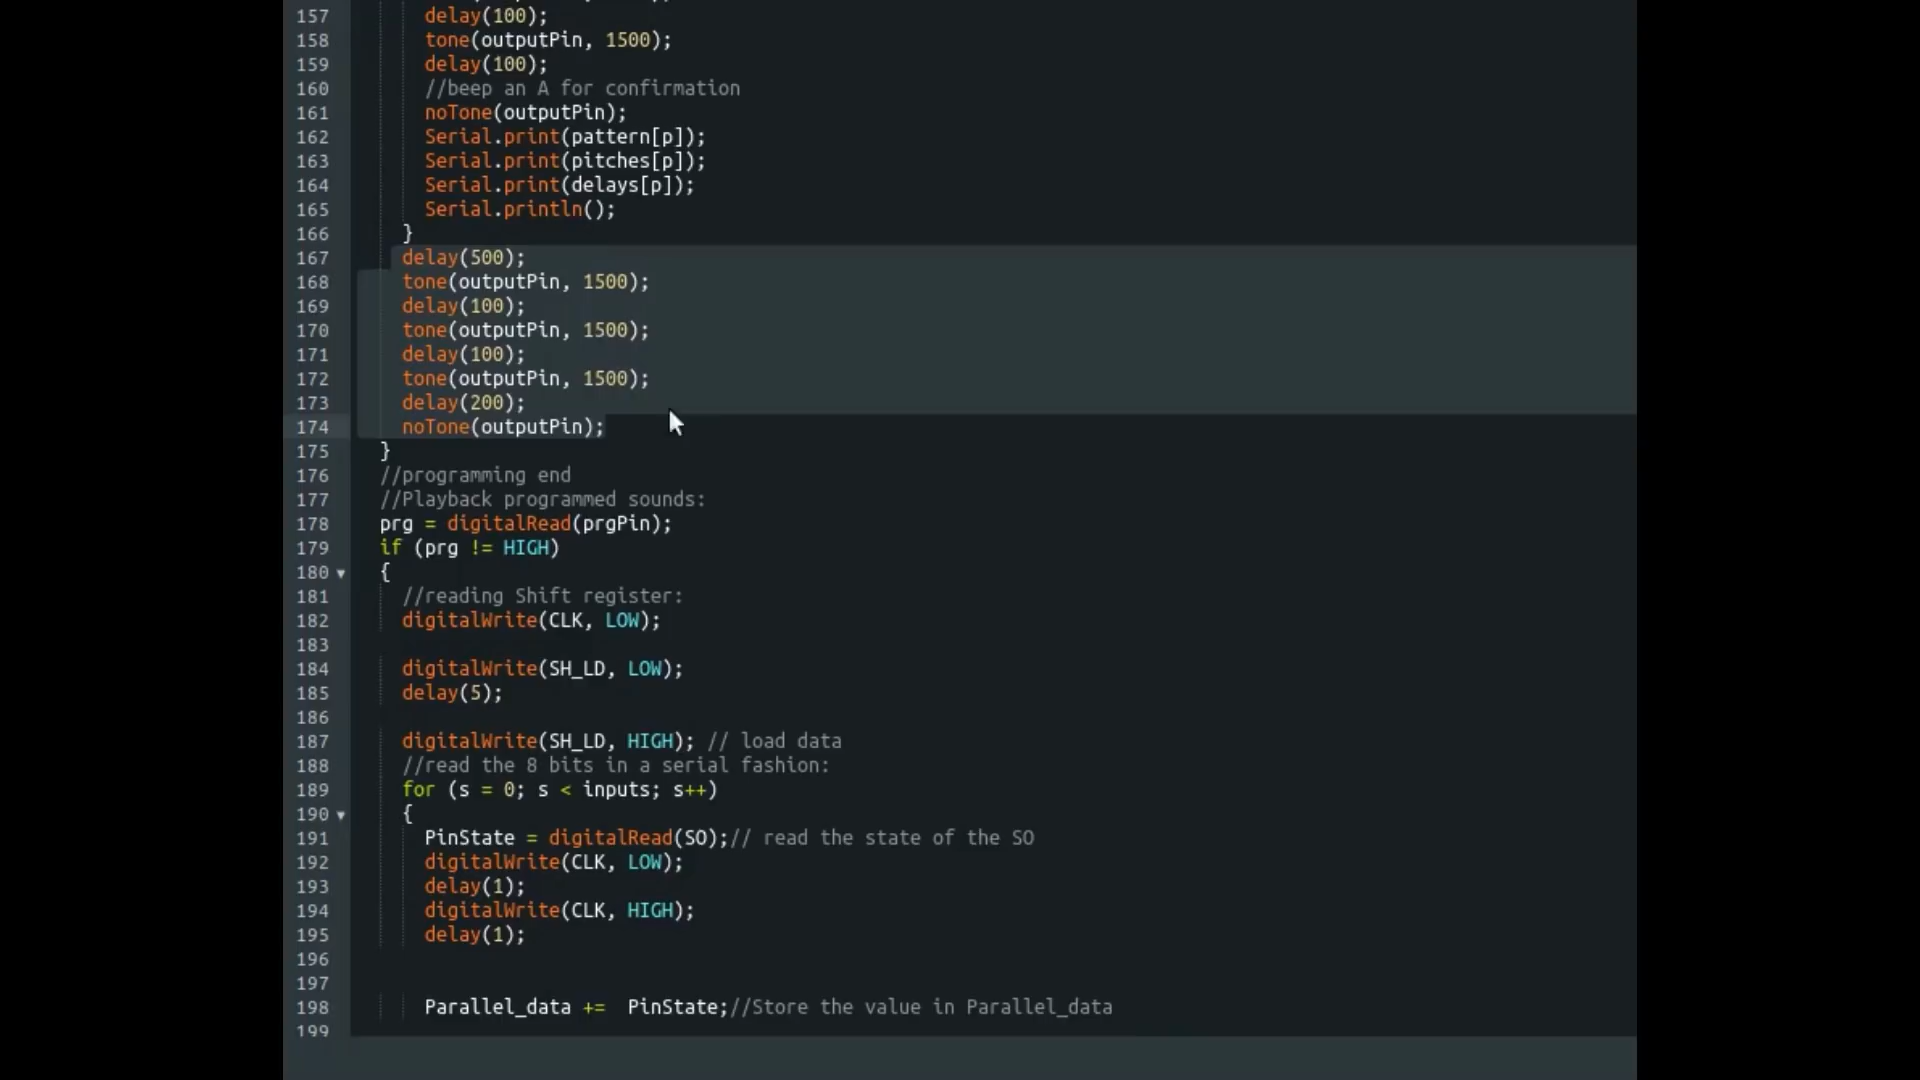 157 delay(100);
158 tone(outputPin, 1500);
159 delay(100);
160 //beep an A for confirmation
161 noTone(outputPin);
162 Serial.print(pattern[p]);
163 Serial.print(pitches[p]);
164 Serial.print(delays[p]);
165 Serial.println();
166 }
167 delay(500);
168 tone(outputPin, 1500);
169 delay(100);
170 tone(outputPin, 1500);
171 delay(100);
172 tone(outputPin, 1500);
173 delay(200);
174 noTone(outputPin);
175 }
176 //programming end
177 //Playback programmed sounds:
178 prg = digitalRead(prgPin);
179 if (prg != HIGH)
180 {
181 //reading Shift register:
182 digitalWrite(CLK, LOW);
183
184 digitalWrite(SH_LD, LOW);
185 delay(5);
186
187 digitalWrite(SH_LD, HIGH); // load data
188 //read the 8 bits in a serial fashion:
189 for (s = 0; s < inputs; s++)
190 {
191 PinState = digitalRead(SO);// read the state of the SO
192 digitalWrite(CLK, LOW);
193 delay(1);
194 digitalWrite(CLK, HIGH);
195 delay(1);
196
197
198 Parallel_data += PinState;//Store the value in Parallel_data
199